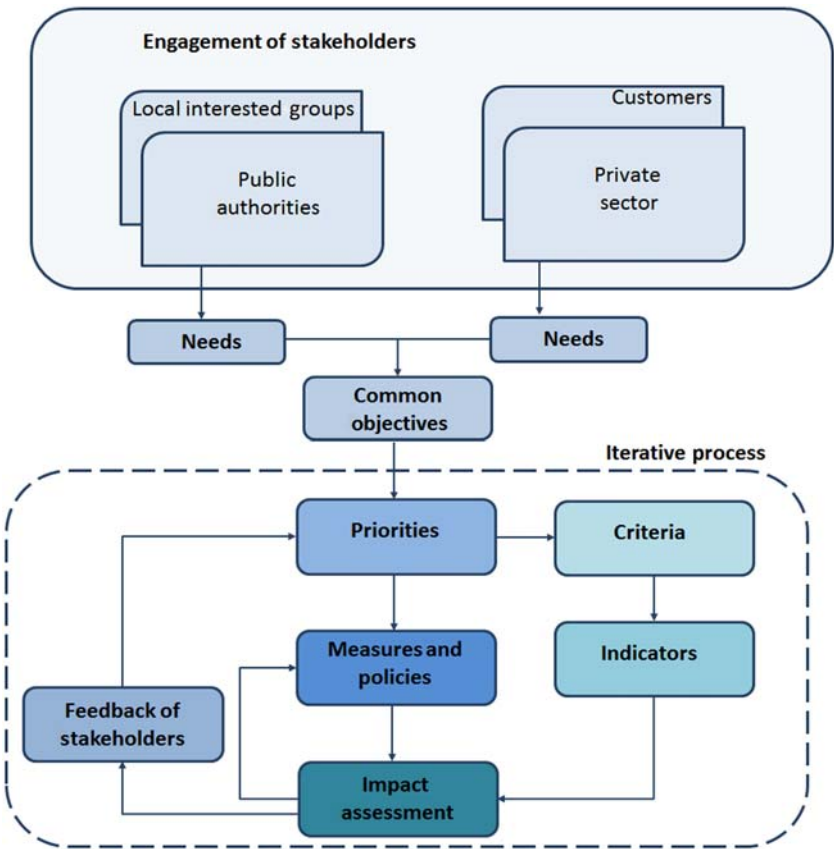 Engagement of stakeholders
Local interested groups
Public
authorities
Customers
Private
sector
Needs
Needs
Common
objectives
Iterative process
Priorities
Criteria
Measures and
policies
Indicators
Feedback of
stakeholders
Impact
assessment